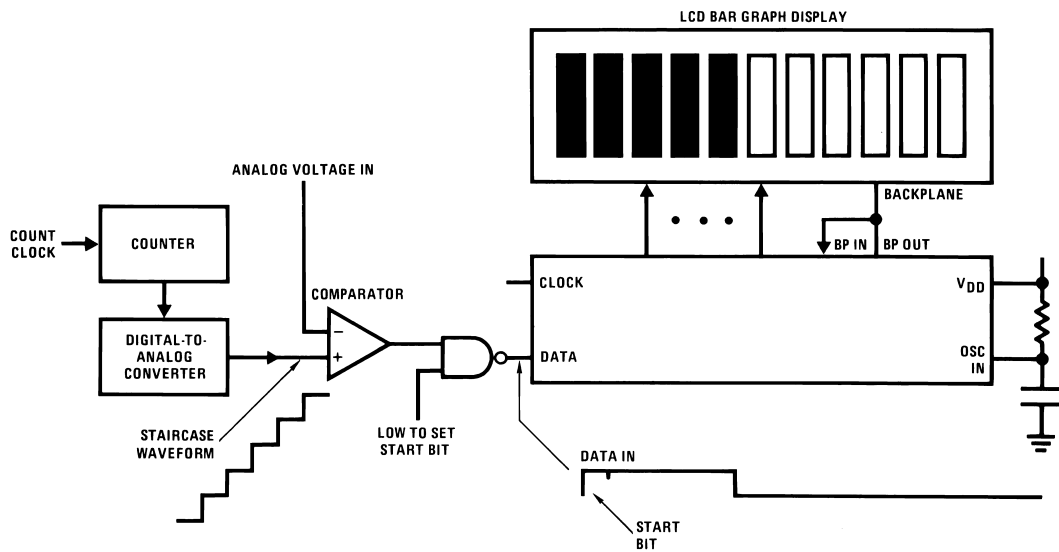 LCD BAR GRAPH DISPLAY
ANALOG VOLTAGE IN
BACKPLANE
COUNT
CLOCK
COUNTER
BP IN
BP OUT
COMPARATOR
CLOCK
VDD
DIGITAL-TO-
ANALOG
CONVERTER
−
+
DATA
OSC
IN
STAIRCASE
WAVEFORM
LOW TO SET
START BIT
DATA IN
START
BIT